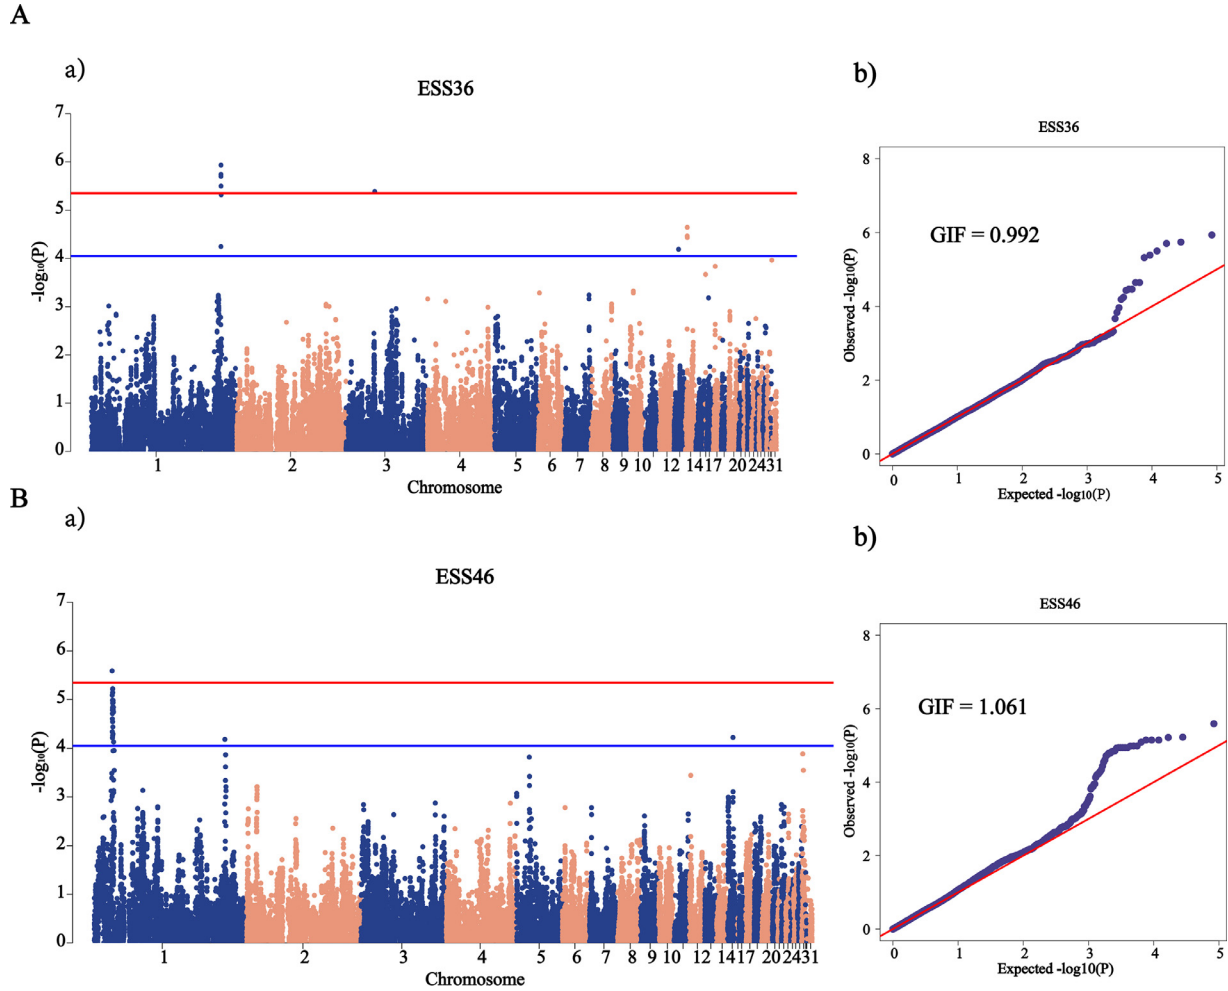 A
a)
ESS36
7
6
5
4
3
2
1
0
-log10(P)
1 2 3 4 5 6 7 8 9 10 12 14 17 20 24 31
Chromosome
b)
ESS36
GIF = 0.992
8
6
4
2
0
Observed -log10(P)
0 1 2 3 4 5
Expected -log10(P)
B
a)
ESS46
7
6
5
4
3
2
1
0
-log10(P)
1 2 3 4 5 6 7 8 9 10 12 14 17 20 24 31
Chromosome
b)
ESS46
GIF = 1.061
8
6
4
2
0
Observed -log10(P)
0 1 2 3 4 5
Expected -log10(P)